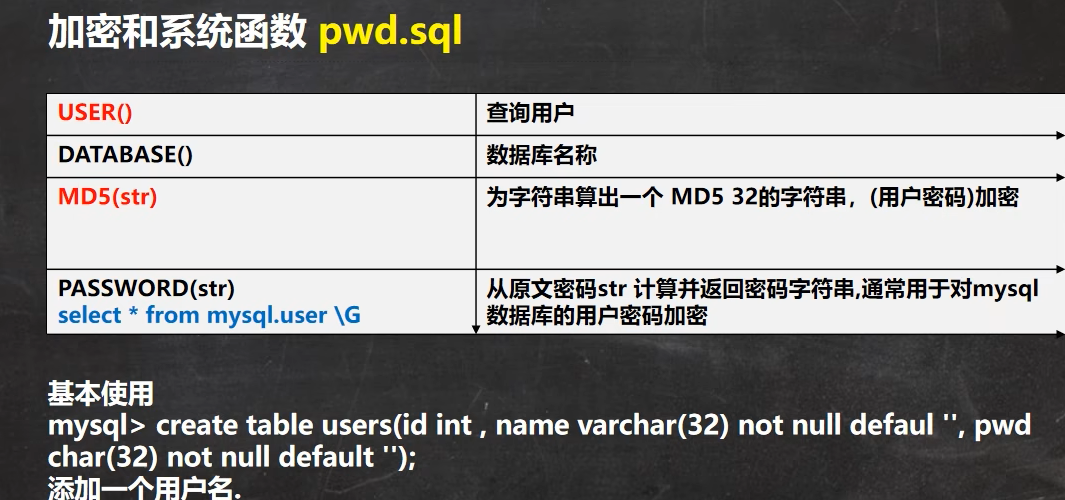 加密和系统函数 pwd.sql
USER()
查询用户
DATABASE()
数据库名称
MD5(str)
为字符串算出一个 MD5 32的字符串，(用户密码)加密
PASSWORD(str)
select * from mysql.user \G
从原文密码str 计算并返回密码字符串,通常用于对mysql
数据库的用户密码加密
基本使用
mysql> create table users(id int , name varchar(32) not null defaul '', pwd
char(32) not null default '');
添加一个用户名.